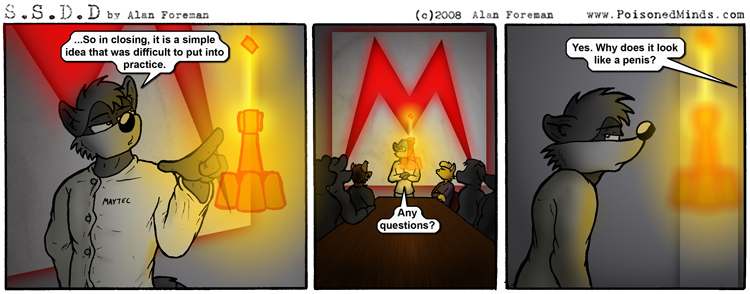 S.S.D.D by Alan Foreman (c)2008 Alan Foreman www.PoisonedMinds.com
...So in closing, it is a simple
idea that was difficult to put into
practice.
MAYTEC
M
Any
questions?
Yes. Why does it look
like a penis?